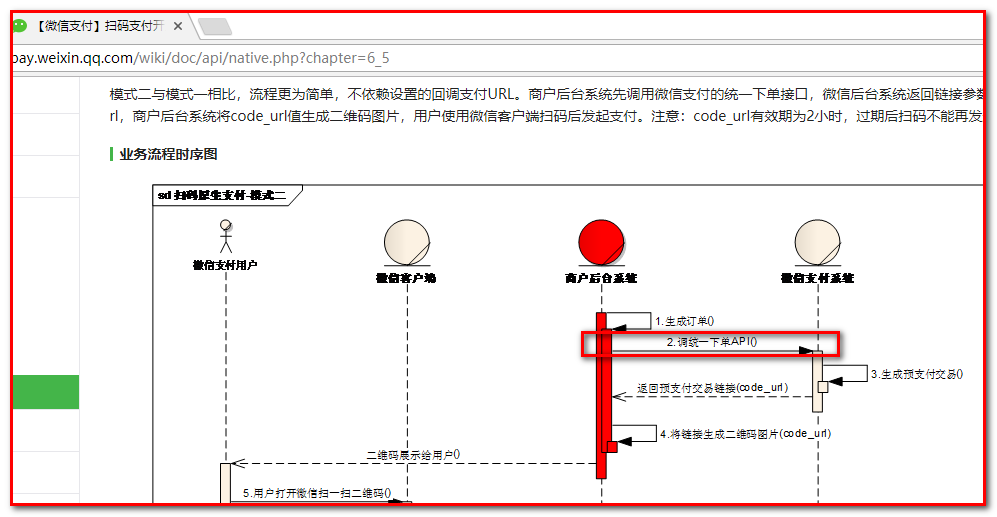 【微信支付】扫码支付开
pay.weixin.qq.com/wiki/doc/api/native.php?chapter=6_5
模式二与模式一相比，流程更为简单，不依赖设置的回调支付URL。商户后台系统先调用微信支付的统一下单接口，微信后台系统返回链接参数
rl，商户后台系统将code_url值生成二维码图片，用户使用微信客户端扫码后发起支付。注意：code_url有效期为2小时，过期后扫码不能再发
业务流程时序图
sd 扫码原生支付-模式二
微信支付用户
微信客户端
商户后台系统
微信支付系统
1.生成订单()
2.调统一下单API()
3.生成预支付交易()
返回预支付交易链接(code_url)
4.将链接生成二维码图片(code_url)
二维码展示给用户()
5.用户打开微信扫一扫二维码()